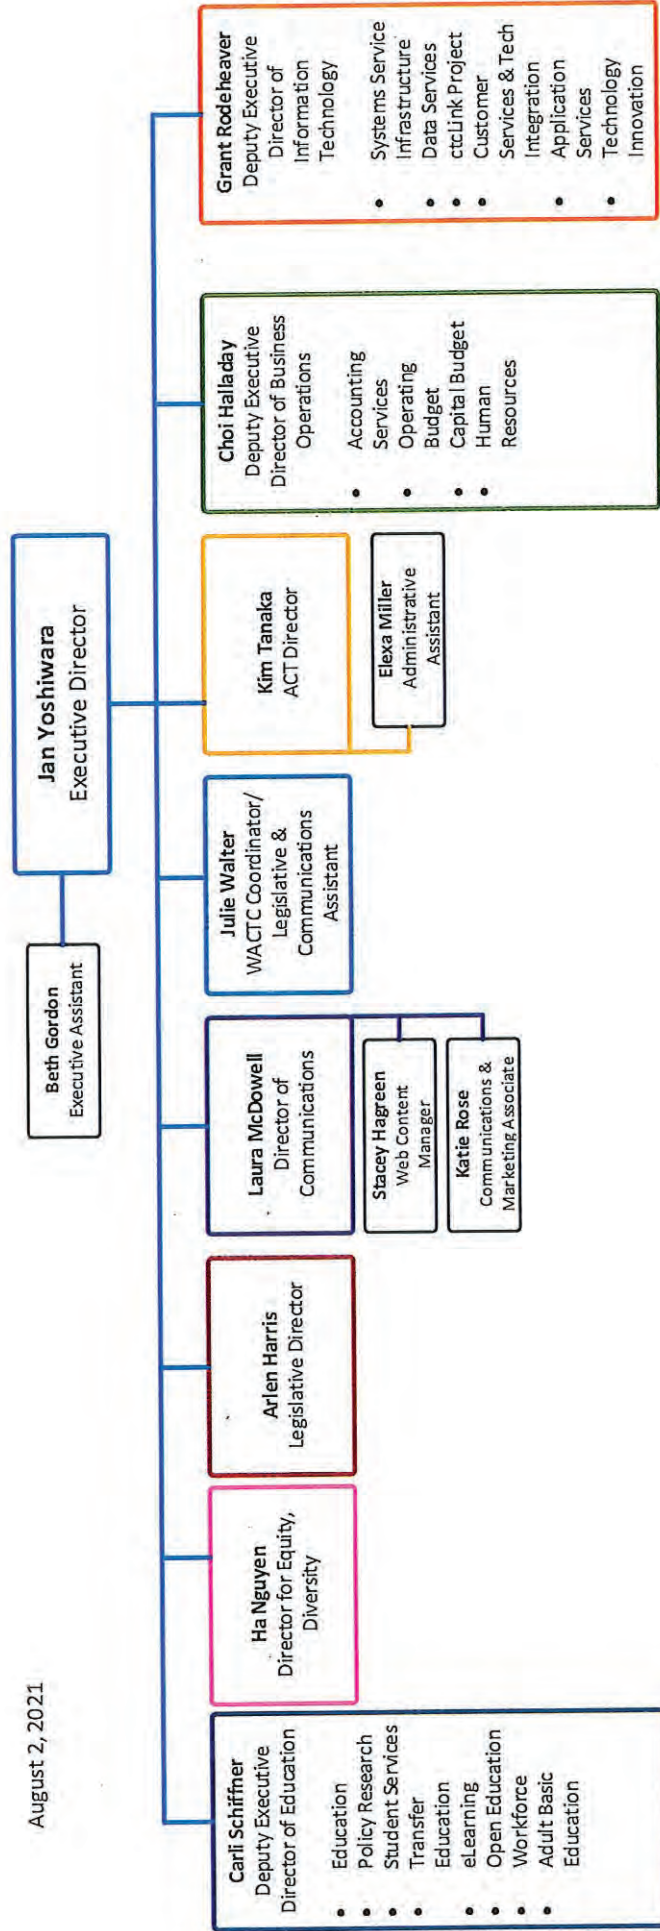 August 2, 2021
Jan Yoshiwara
Executive Director
Beth Gordon
Executive Assistant
Carli Schiffner
Deputy Executive
Director of Education
• Education
• Policy Research
• Student Services
• Transfer
Education
• eLearning
• Open Education
• Workforce
• Adult Basic
Education
Ha Nguyen
Director for Equity,
Diversity
Arlen Harris
Legislative Director
Laura McDowell
Director of
Communications
Stacey Hagreen
Web Content
Manager
Katie Rose
Communications &
Marketing Associate
Julie Walter
WACTC Coordinator/
Legislative &
Communications
Assistant
Kim Tanaka
ACT Director
Elexa Miller
Administrative
Assistant
Choi Halladay
Deputy Executive
Director of Business
Operations
• Accounting
Services
• Operating
Budget
• Capital Budget
• Human
Resources
Grant Rodeheaver
Deputy Executive
Director of
Information
Technology
• Systems Service
Infrastructure
• Data Services
• ctcLink Project
• Customer
Services & Tech
Integration
• Application
Services
• Technology
Innovation